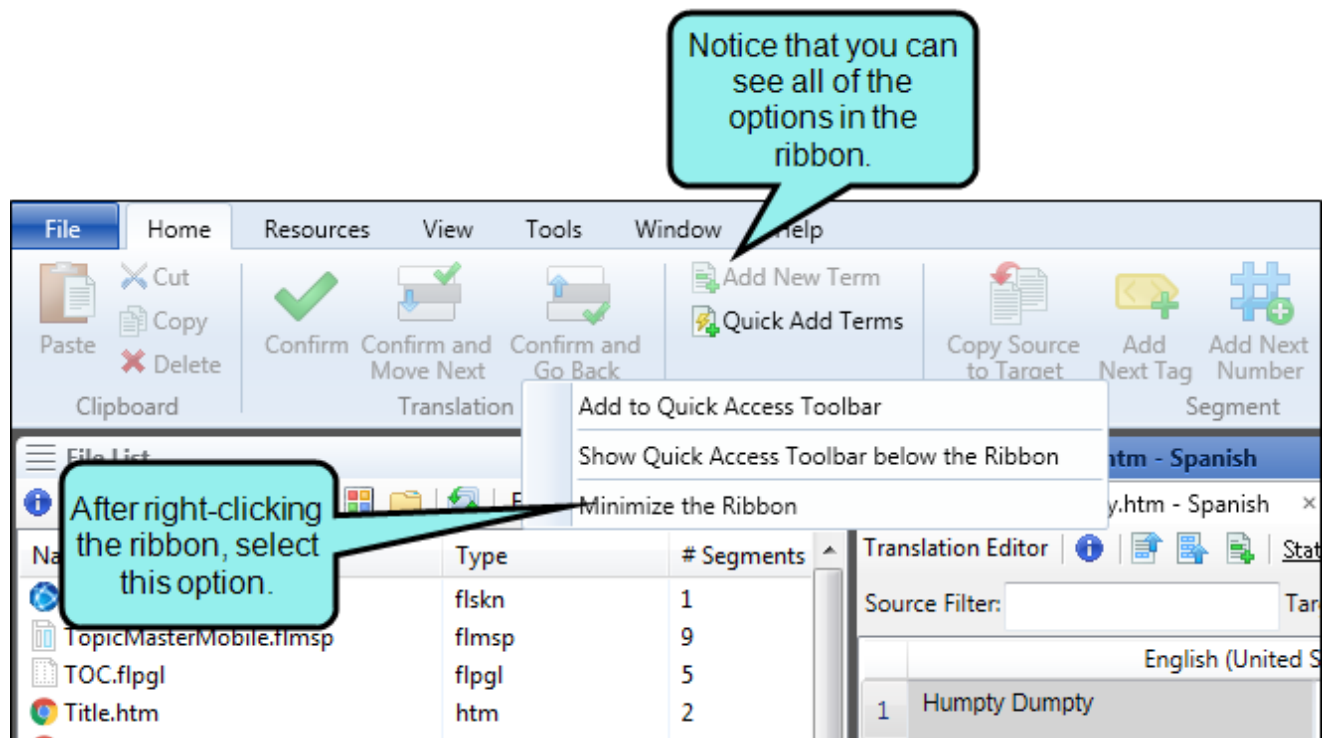 Notice that you can
see all of the
options in the
ribbon.
File Home Resources View Tools Window Help
Paste
Cut
Copy
Delete
Clipboard
Confirm
Confirm and
Move Next
Confirm and
Go Back
Translation
Add New Term
Quick Add Terms
Copy Source
to Target
Add
Next Tag
Add Next
Number
Segment
Add to Quick Access Toolbar
Show Quick Access Toolbar below the Ribbon
Minimize the Ribbon
File List
After right-clicking
the ribbon, select
this option.
Na Type # Segments
flskn 1
TopicMasterMobile.flmsp flmsp 9
TOC.flpgl flpgl 5
Title.htm htm 2
htm - Spanish
y.htm - Spanish ×
Translation Editor Stat
Source Filter: Tar
English (United S
1 Humpty Dumpty